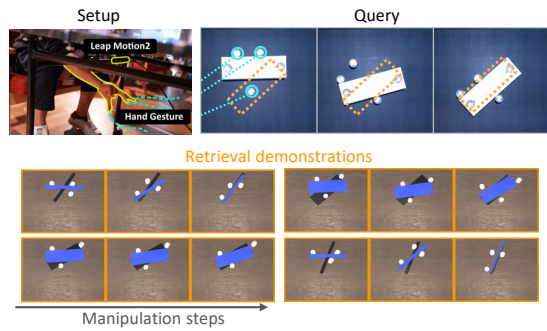 Setup
Query
Leap Motion2
Hand Gesture
Retrieval demonstrations
Manipulation steps